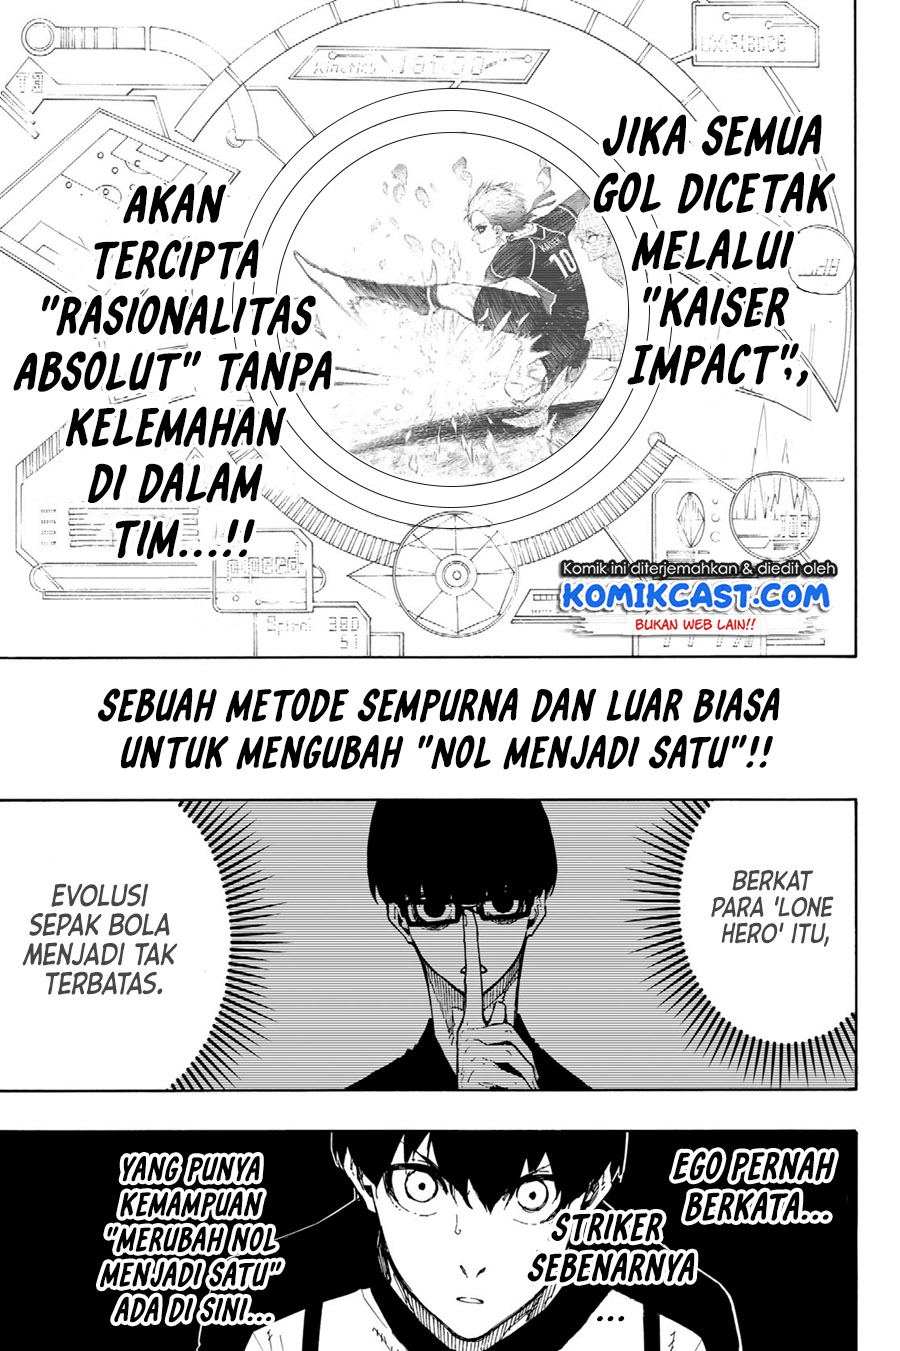 JIKA SEMUA
GOL DICETAK
MELALUI
"KAISER
IMPACT",
AKAN
TERCIPTA
"RASIONALITAS
ABSOLUT" TANPA
KELEMAHAN
DI DALAM
TIM...!!
KAISER
10
Komik ini diterjemahkan & diedit oleh
KOMIKCAST.COM
BUKAN WEB LAIN!!
SEBUAH METODE SEMPURNA DAN LUAR BIASA
UNTUK MENGUBAH "NOL MENJADI SATU"!!
BERKAT
PARA 'LONE
HERO' ITU,
EVOLUSI
SEPAK BOLA
MENJADI TAK
TERBATAS.
EGO PERNAH
BERKATA...
STRIKER
SEBENARNYA
...
YANG PUNYA
KEMAMPUAN
"MERUBAH NOL
MENJADI SATU"
ADA DI SINI...